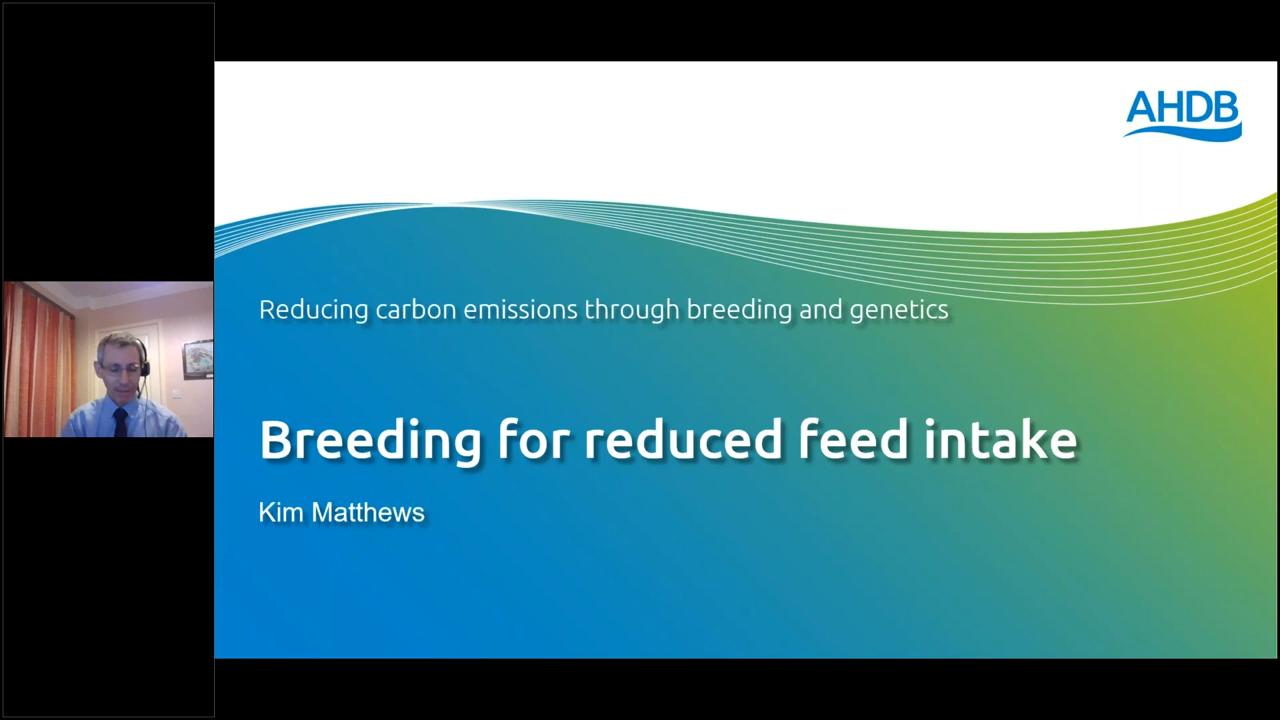 AHDB
Reducing carbon emissions through breeding and genetics
Breeding for reduced feed intake
Kim Matthews